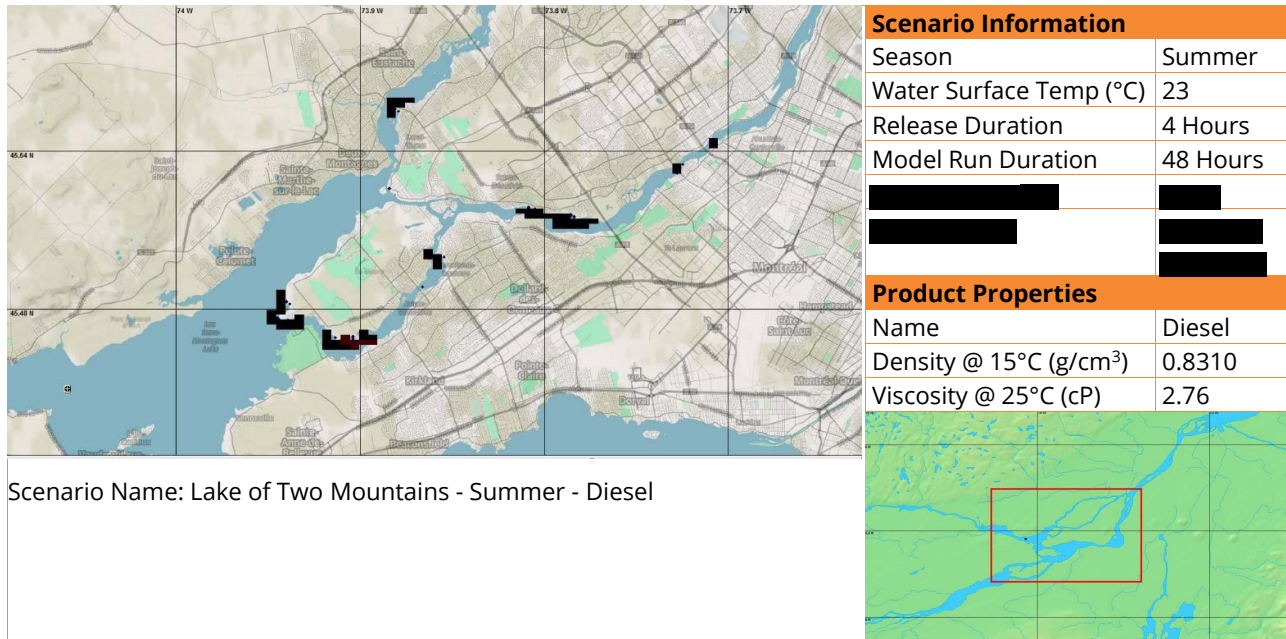 74 W
73.9 W
73.8 W
73.7 W
Saint-
Eustache
45.54 N
Deux-
Montagnes
Sainte-
Marthe-
sur-le-Lac
Pointe-
Calumet
Montréal
Hampstead
Côte-
Saint-Luc
45.48 N
Dollard-
des-
Ormeaux
Pointe-
Claire
Kirkland
Dorval
Senneville
Sainte-
Anne-de-
Bellevue
Beaconsfield
Scenario Name: Lake of Two Mountains - Summer - Diesel
Scenario Information
Season Summer
Water Surface Temp (°C) 23
Release Duration 4 Hours
Model Run Duration 48 Hours
Product Properties
Name Diesel
Density @ 15°C (g/cm³) 0.8310
Viscosity @ 25°C (cP) 2.76